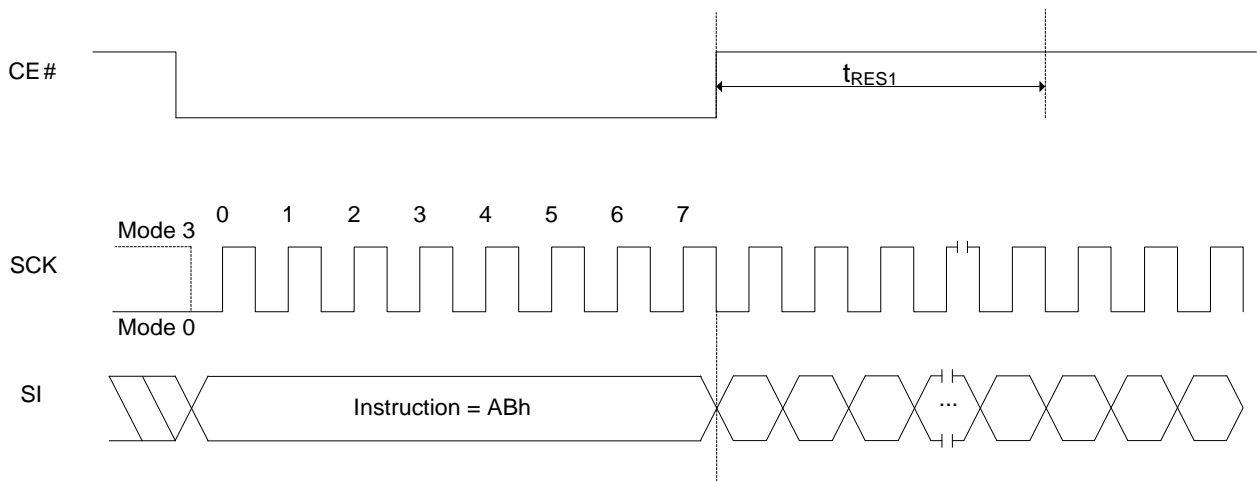 CE#
tRES1
0 1 2 3 4 5 6 7
Mode 3
SCK
Mode 0
SI
Instruction = ABh
...